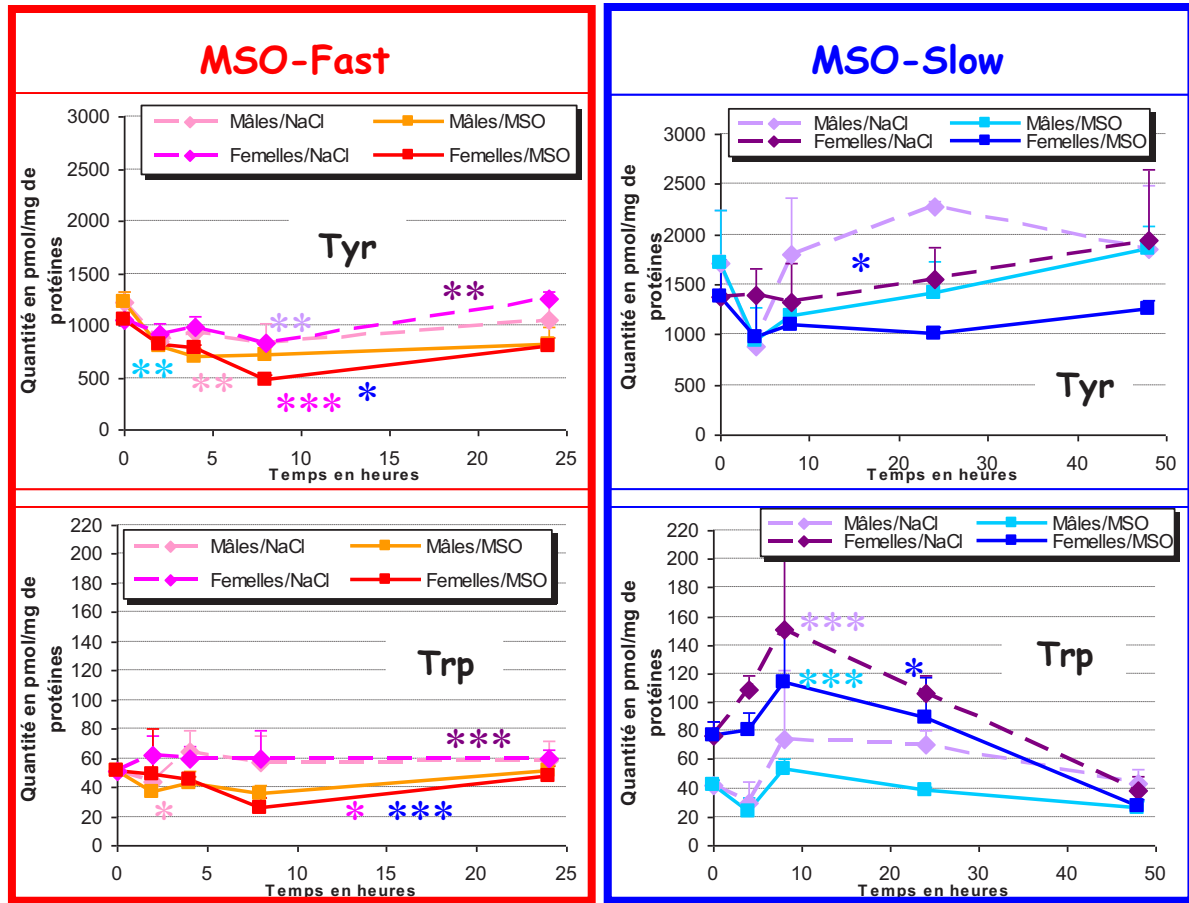 MSO-Fast
Mâles/NaCl Mâles/MSO
Femelles/NaCl Femelles/MSO
Quantité en pmol/mg de
protéines
3000
2500
2000
1500
1000
500
0
Tyr
**
**
**
**
***
*
0 5 10 15 20 25
Temps en heures
Mâles/NaCl Mâles/MSO
Femelles/NaCl Femelles/MSO
Quantité en pmol/mg de
protéines
220
200
180
160
140
120
100
80
60
40
20
0
Trp
***
*
*
***
0 5 10 15 20 25
Temps en heures
MSO-Slow
Mâles/NaCl Mâles/MSO
Femelles/NaCl Femelles/MSO
Quantité en pmol/mg de
protéines
3000
2500
2000
1500
1000
500
0
*
Tyr
0 10 20 30 40 50
Temps en heures
Mâles/NaCl Mâles/MSO
Femelles/NaCl Femelles/MSO
Quantité en pmol/mg de
protéines
220
200
180
160
140
120
100
80
60
40
20
0
***
*
***
Trp
0 10 20 30 40 50
Temps en heures